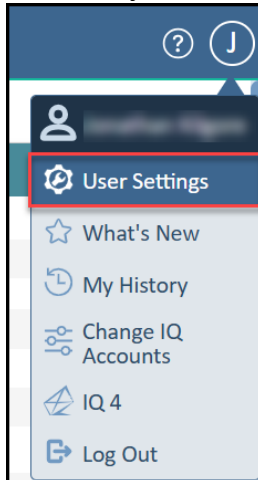 ? J
User Settings
What's New
My History
Change IQ
Accounts
IQ 4
Log Out